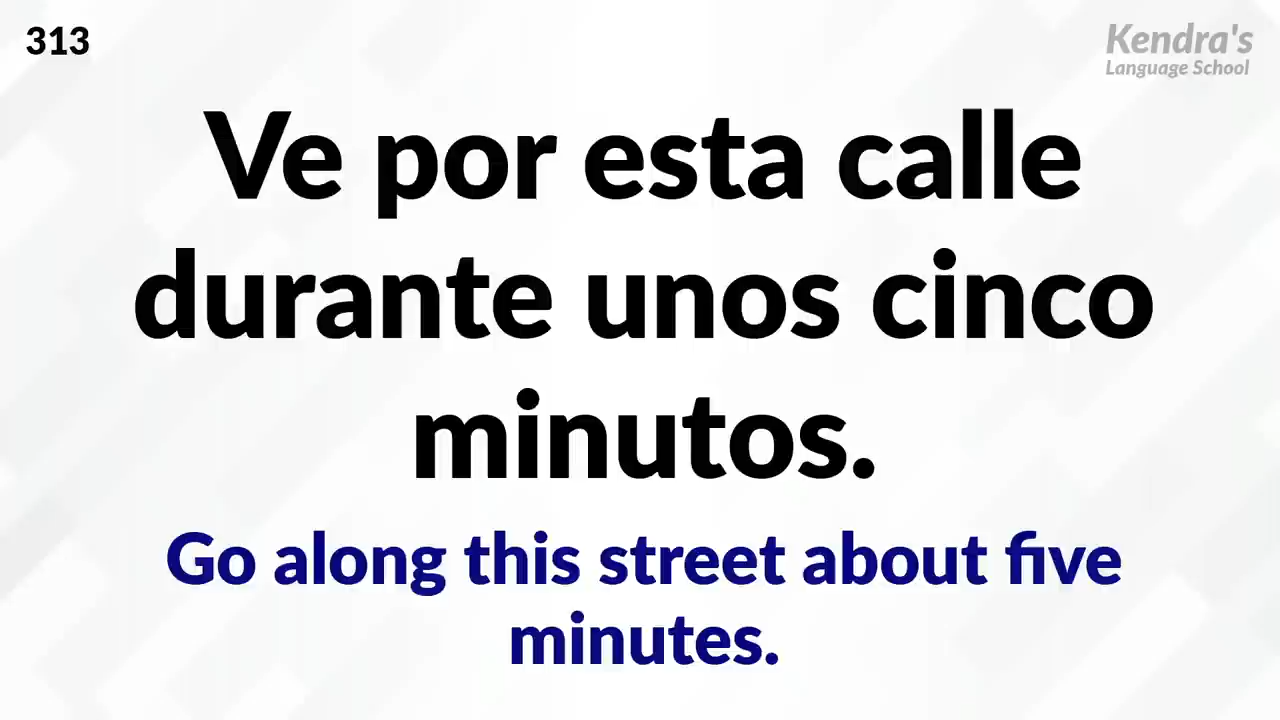 313
Kendra's
Language School
Ve por esta calle
durante unos cinco
minutos.
Go along this street about five
minutes.